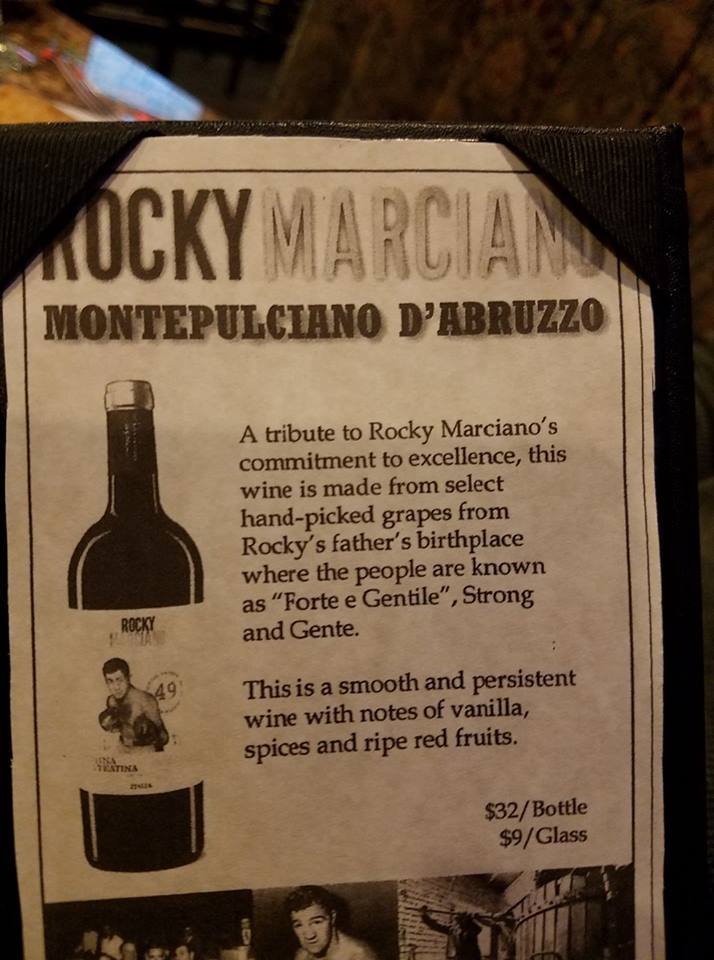 ROCKY MARCIANO
MONTEPULCIANO D'ABRUZZO
A tribute to Rocky Marciano's
commitment to excellence, this
wine is made from select
hand-picked grapes from
Rocky's father's birthplace
where the people are known
as "Forte e Gentile", Strong
and Gente.
This is a smooth and persistent
wine with notes of vanilla,
spices and ripe red fruits.
$32/Bottle
$9/Glass
ROCKY
MARCIANO
49